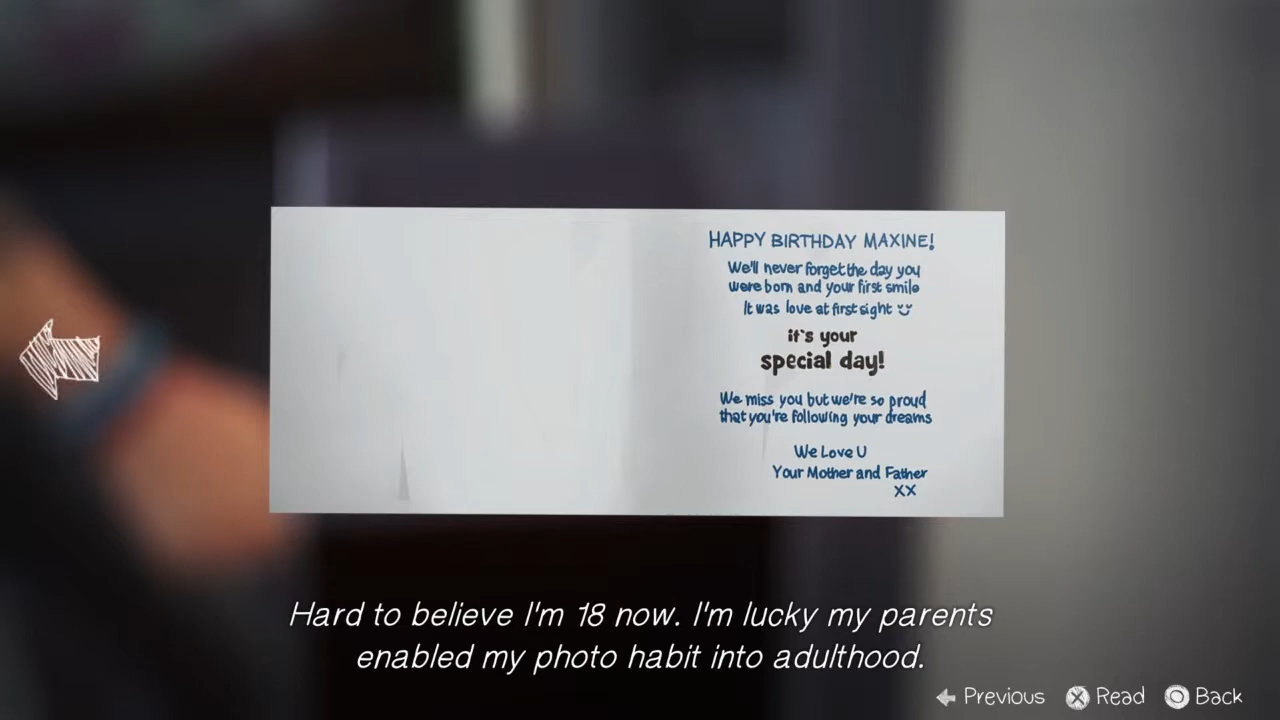 HAPPY BIRTHDAY MAXINE!
We'll never forget the day you
were born and your first smile
It was love at first sight
it's your
special day!
We miss you but we're so proud
that you're following your dreams
We Love U
Your Mother and Father
XX
Hard to believe I'm 18 now. I'm lucky my parents
enabled my photo habit into adulthood.
Previous Read Back